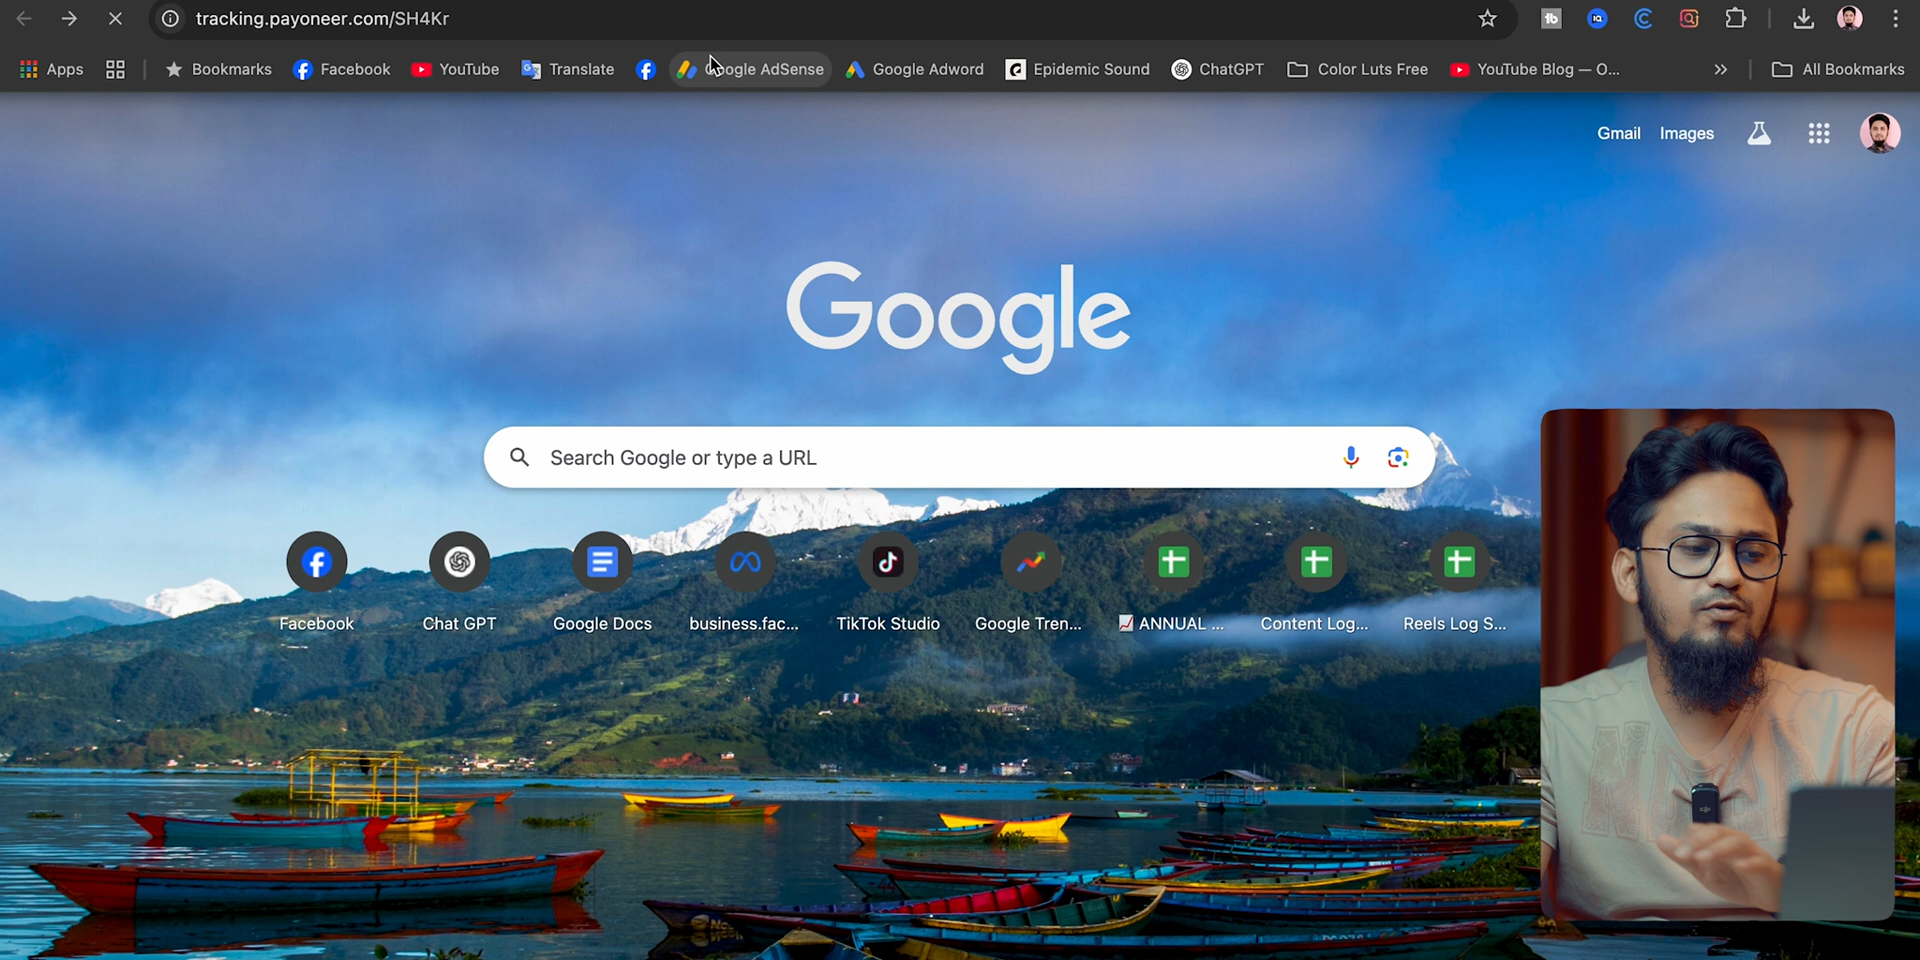 tracking.payoneer.com/SH4Kr
Apps Bookmarks Facebook YouTube Translate Google AdSense Google Adword Epidemic Sound ChatGPT Color Luts Free YouTube Blog — O... All Bookmarks
Gmail Images
Google
Search Google or type a URL
Facebook Chat GPT Google Docs business.fac... TikTok Studio Google Tren... ANNUAL ... Content Log... Reels Log S...